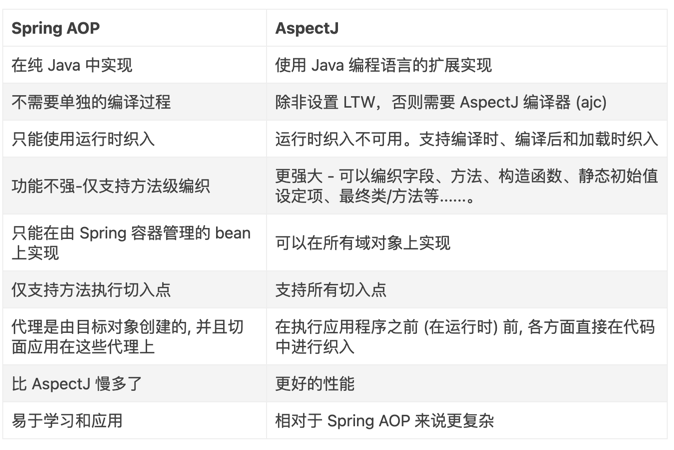 Spring AOP
AspectJ
在纯 Java 中实现
使用 Java 编程语言的扩展实现
不需要单独的编译过程
除非设置 LTW，否则需要 AspectJ 编译器 (ajc)
只能使用运行时织入
运行时织入不可用。支持编译时、编译后和加载时织入
功能不强-仅支持方法级编织
更强大 - 可以编织字段、方法、构造函数、静态初始值
设定项、最终类/方法等......。
只能在由 Spring 容器管理的 bean
上实现
可以在所有域对象上实现
仅支持方法执行切入点
支持所有切入点
代理是由目标对象创建的, 并且切
面应用在这些代理上
在执行应用程序之前 (在运行时) 前, 各方面直接在代码
中进行织入
比 AspectJ 慢多了
更好的性能
易于学习和应用
相对于 Spring AOP 来说更复杂